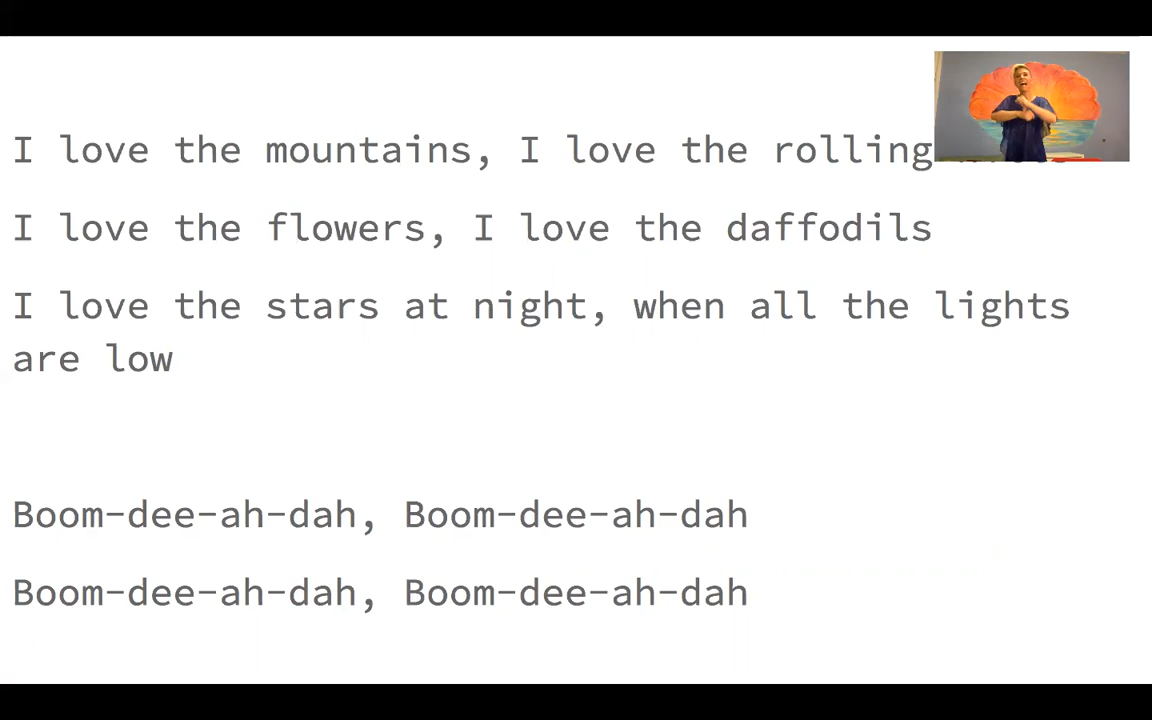 I love the mountains, I love the rolling
I love the flowers, I love the daffodils
I love the stars at night, when all the lights
are low
Boom-dee-ah-dah, Boom-dee-ah-dah
Boom-dee-ah-dah, Boom-dee-ah-dah